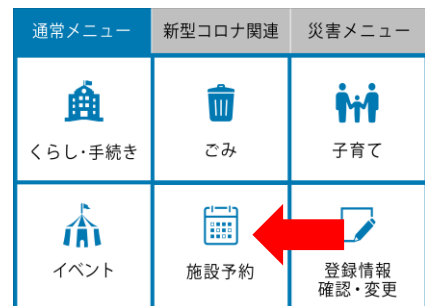 通常メニュー
新型コロナ関連
災害メニュー
くらし・手続き
ごみ
子育て
イベント
施設予約
登録情報
確認・変更